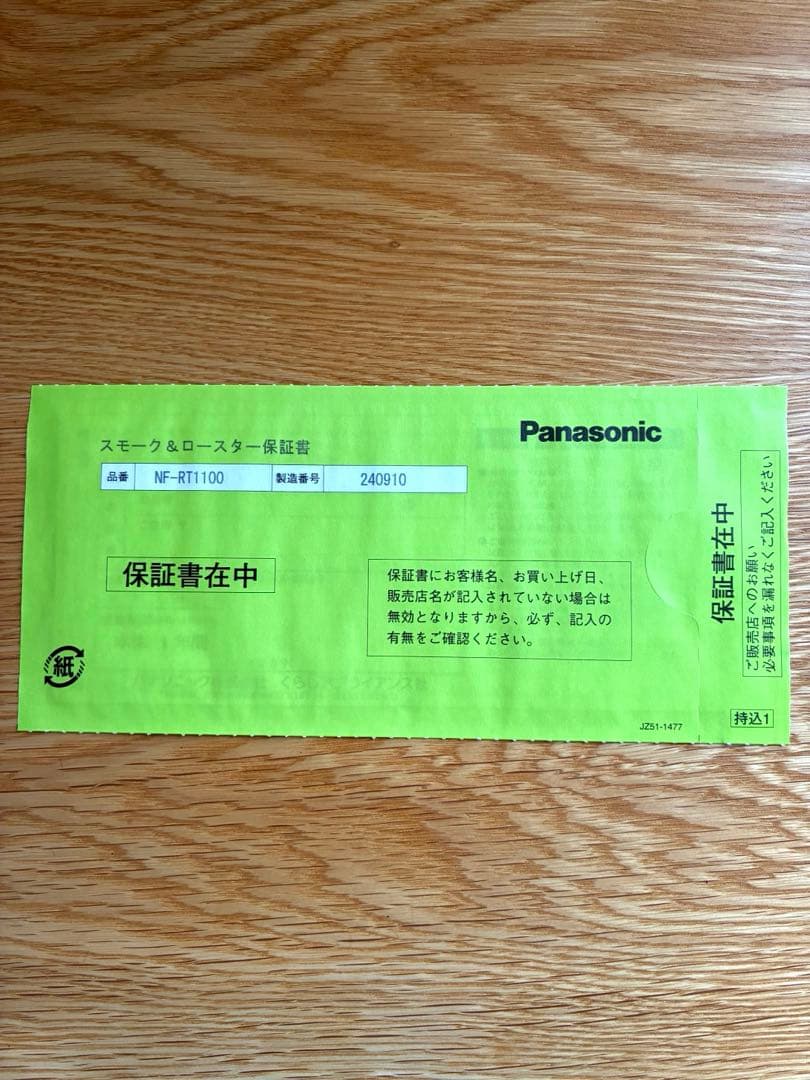 Panasonic
スモーク&ロースター保証書
品番 NF-RT1100 製造番号 240910
保証書在中
保証書にお客様名、お買い上げ日、
販売店名が記入されていない場合は
無効となりますから、必ず、記入の
有無をご確認ください。
紙
JZ51-1477
保証書在中
ご販売店へのお願い
必要事項を漏れなくご記入ください
持込1